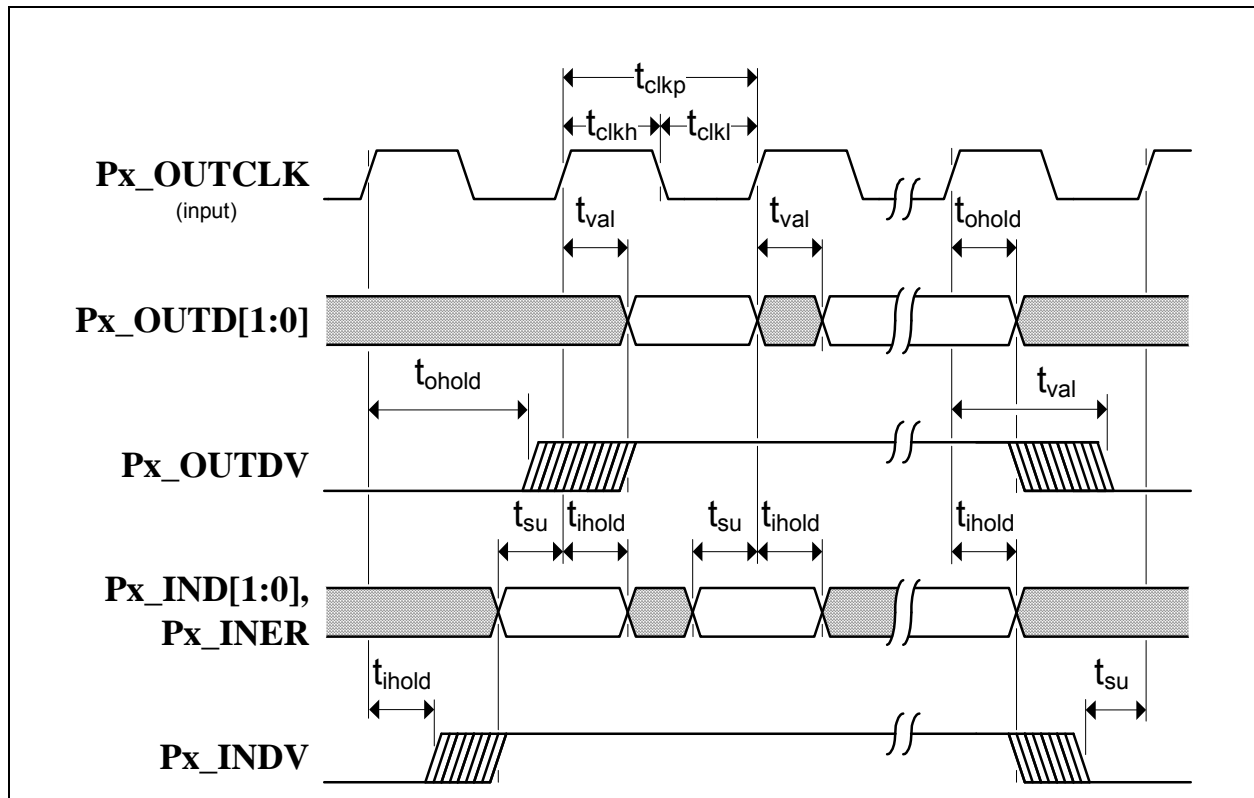 tclkp
tclkh tclkl
Px_OUTCLK
(input)
tval tval tohold
Px_OUTD[1:0]
tohold tval
Px_OUTDV
tsu tihold tsu tihold tihold
Px_IND[1:0],
Px_INER
tihold tsu
Px_INDV